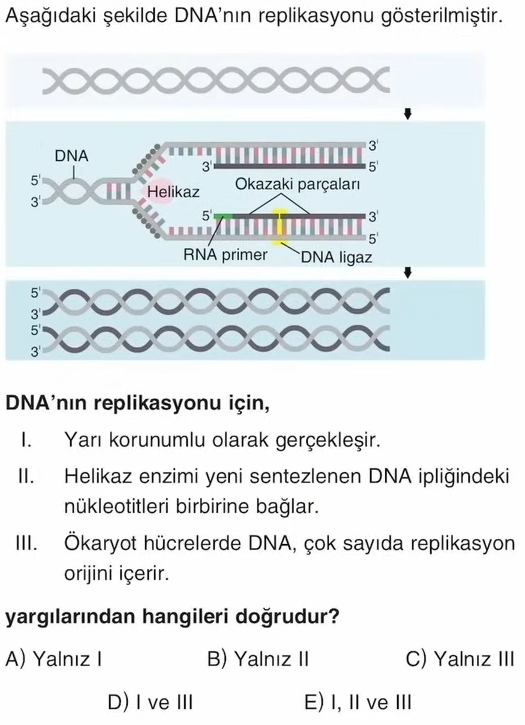 Aşağıdaki şekilde DNA'nın replikasyonu gösterilmiştir.
DNA
5'
3'
Helikaz
3'
3'
5'
Okazaki parçaları
5'
3'
5'
RNA primer
DNA ligaz
5'
3'
5'
3'
DNA'nın replikasyonu için,
I. Yarı korunumlu olarak gerçekleşir.
II. Helikaz enzimi yeni sentezlenen DNA ipliğindeki
nükleotitleri birbirine bağlar.
III. Ökaryot hücrelerde DNA, çok sayıda replikasyon
orijini içerir.
yargılarından hangileri doğrudur?
A) Yalnız I B) Yalnız II C) Yalnız III
D) I ve III E) I, II ve III